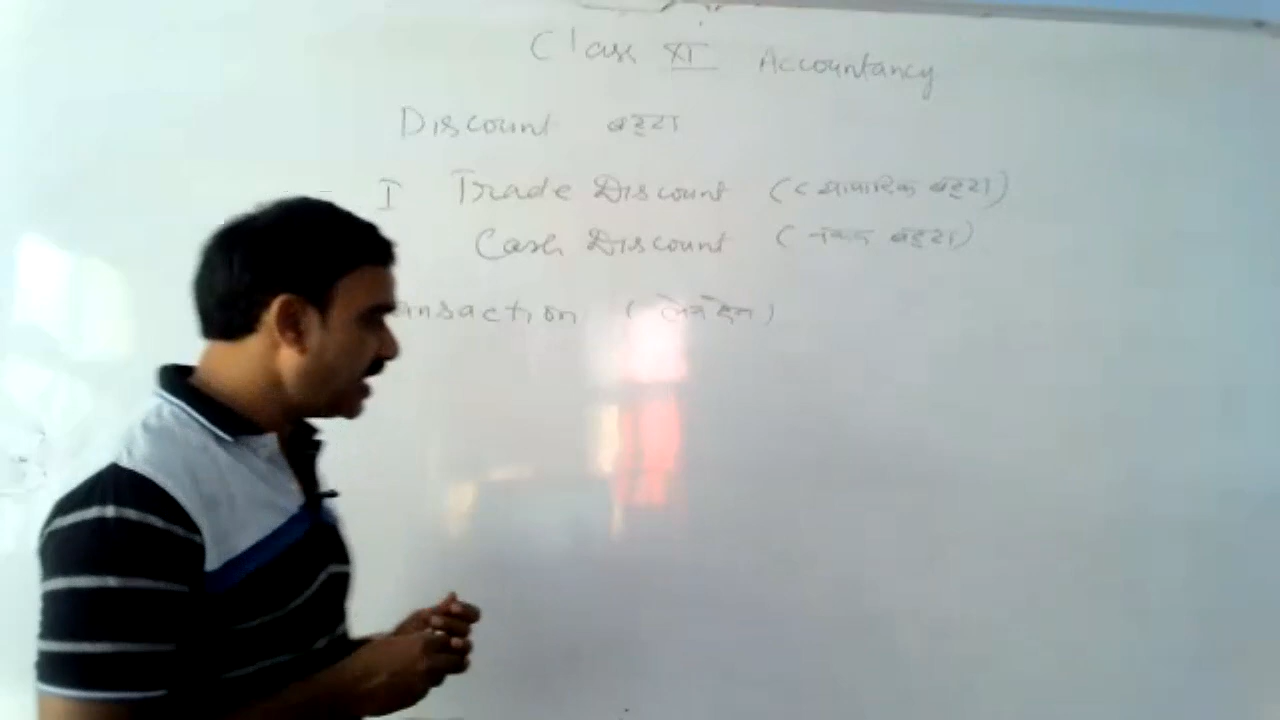 Class XI Accountancy
Discount बट्टा
I Trade Discount (व्यापारिक बट्टा)
Cash Discount (नकद बट्टा)
ansaction (लेनदेन)